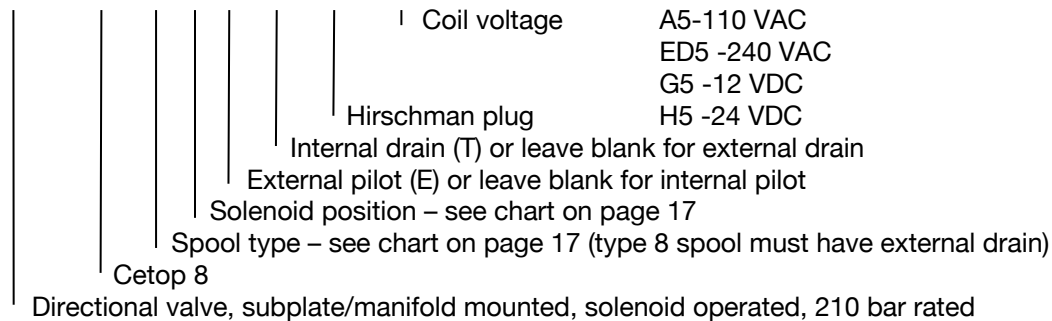 Coil voltage A5-110 VAC
ED5 -240 VAC
G5 -12 VDC
Hirschman plug H5 -24 VDC
Internal drain (T) or leave blank for external drain
External pilot (E) or leave blank for internal pilot
Solenoid position – see chart on page 17
Spool type – see chart on page 17 (type 8 spool must have external drain)
Cetop 8
Directional valve, subplate/manifold mounted, solenoid operated, 210 bar rated